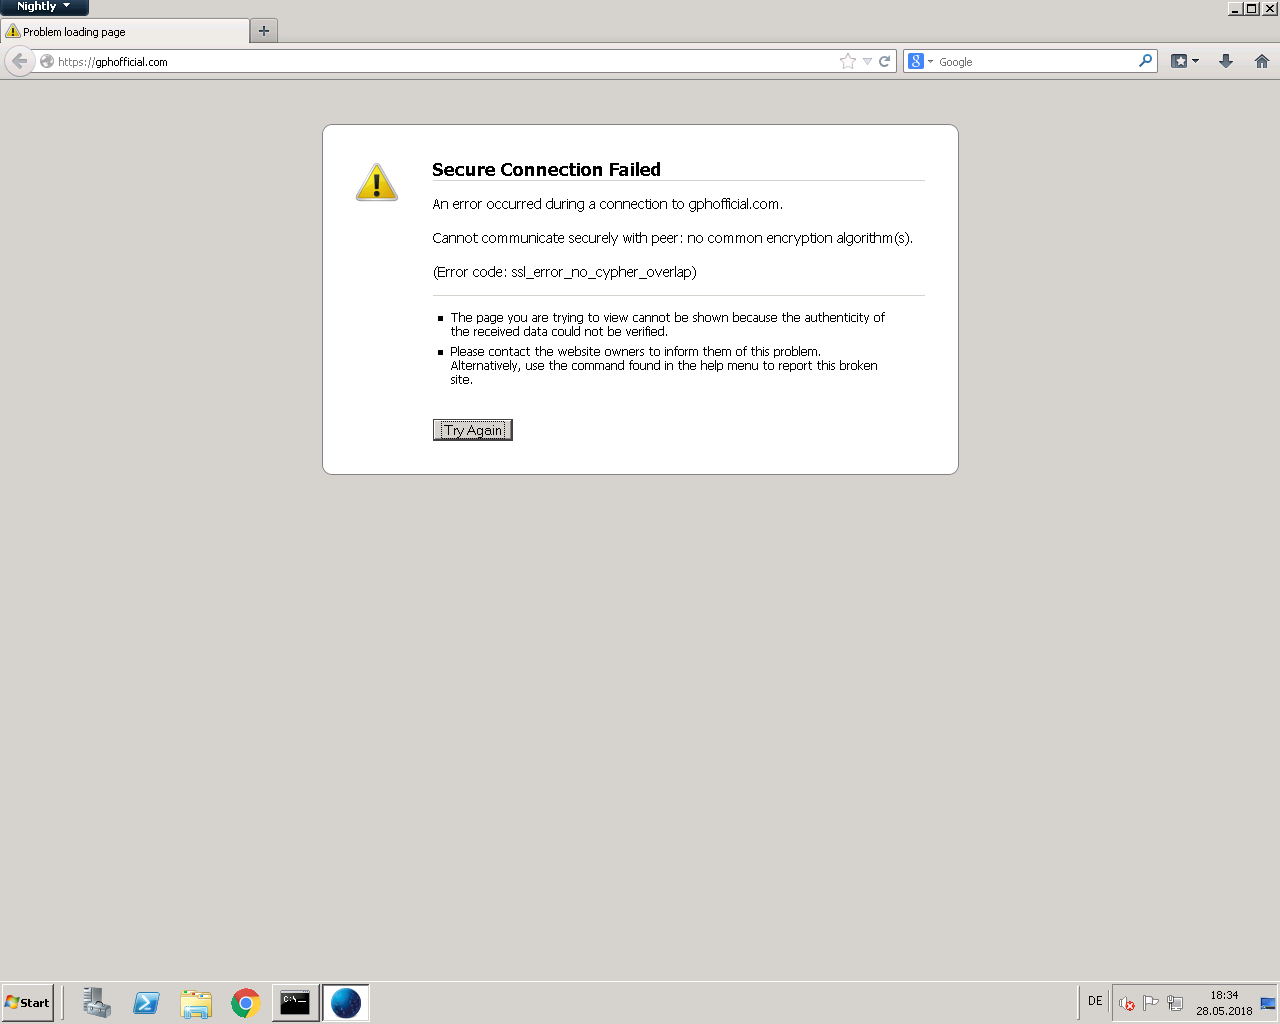 Nightly
Problem loading page
https://gphofficial.com
Google
Secure Connection Failed
An error occurred during a connection to gphofficial.com.
Cannot communicate securely with peer: no common encryption algorithm(s).
(Error code: ssl_error_no_cypher_overlap)
The page you are trying to view cannot be shown because the authenticity of
the received data could not be verified.
Please contact the website owners to inform them of this problem.
Alternatively, use the command found in the help menu to report this broken
site.
Try Again
Start
DE
18:34
28.05.2018